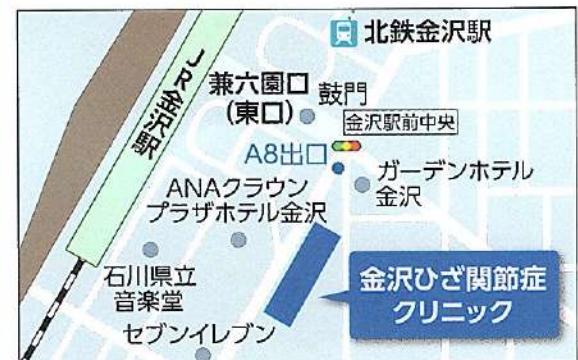 北鉄金沢駅
JR金沢駅
兼六園口
(東口)
鼓門
金沢駅前中央
A8出口
ガーデンホテル
金沢
ANAクラウン
プラザホテル金沢
石川県立
音楽堂
金沢ひざ関節症
クリニック
セブンイレブン